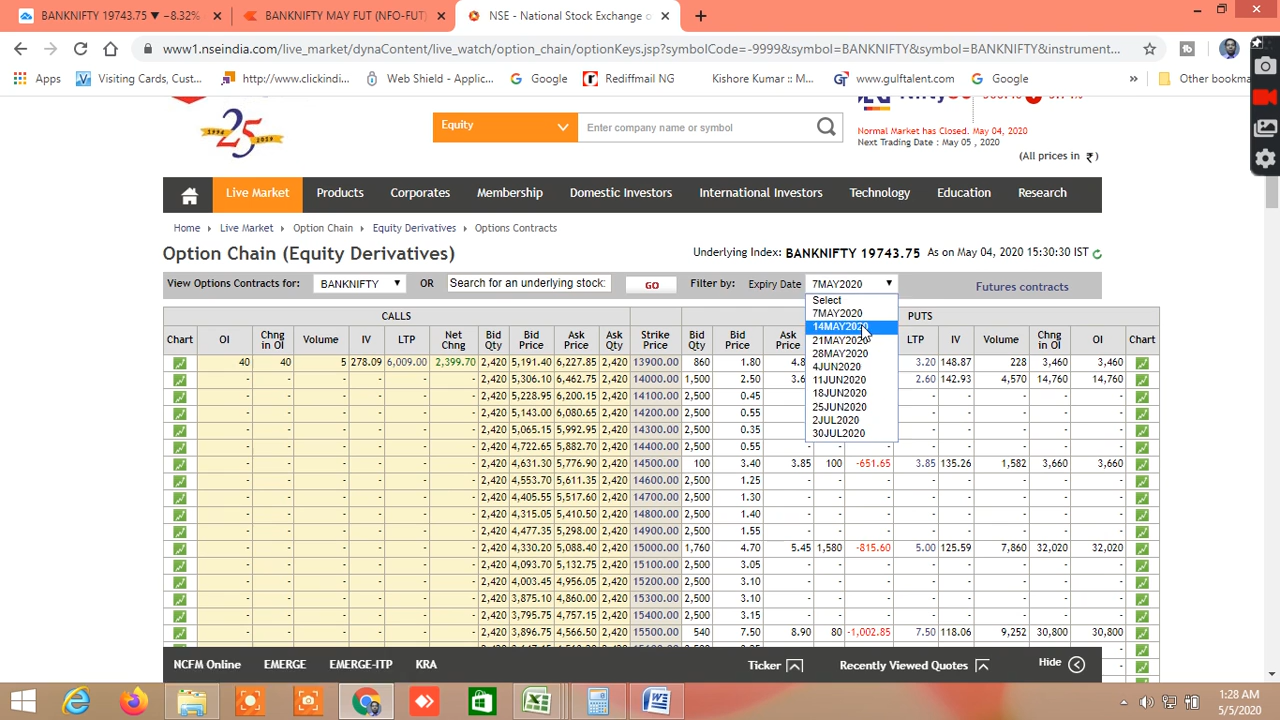 BANKNIFTY 19743.75 ▼ −8.32% ×
BANKNIFTY MAY FUT (NFO-FUT) ×
NSE - National Stock Exchange o ×
www1.nseindia.com/live_market/dynaContent/live_watch/option_chain/optionKeys.jsp?symbolCode=-9999&symbol=BANKNIFTY&symbol=BANKNIFTY&instrument...
Apps Visiting Cards, Cust... http://www.clickindi... Web Shield - Applic... Google Rediffmail NG Kishore Kumar :: M... www.gulftalent.com Google » Other bookma
25
Equity Enter company name or symbol
Normal Market has Closed. May 04, 2020
Next Trading Date : May 05 , 2020
(All prices in ₹ )
Live Market Products Corporates Membership Domestic Investors International Investors Technology Education Research
Home › Live Market › Option Chain › Equity Derivatives › Options Contracts
Option Chain (Equity Derivatives) Underlying Index: BANKNIFTY 19743.75 As on May 04, 2020 15:30:30 IST
View Options Contracts for: BANKNIFTY OR Search for an underlying stock: GO Filter by: Expiry Date 7MAY2020 Futures contracts
Select
7MAY2020
14MAY2020
21MAY2020
28MAY2020
4JUN2020
11JUN2020
18JUN2020
25JUN2020
2JUL2020
30JUL2020
CALLS PUTS
Chart OI Chng in OI Volume IV LTP Net Chng Bid Qty Bid Price Ask Price Ask Qty Strike Price Bid Qty Bid Price Ask LTP IV Volume Chng in OI OI Chart
40 40 5 278.09 6,009.00 2,399.70 2,420 5,191.40 6,227.85 2,420 13900.00 860 1.80 4.8 3.20 148.87 228 3,460 3,460
- - - - - - 2,420 5,306.10 6,462.75 2,420 14000.00 1,500 2.50 3.6 2.60 142.93 4,570 14,760 14,760
- - - - - - 2,420 5,228.95 6,200.15 2,420 14100.00 2,500 0.45 - - - - -
- - - - - - 2,420 5,143.00 6,080.65 2,420 14200.00 2,500 0.55 - - - - -
- - - - - - 2,420 5,065.15 5,992.95 2,420 14300.00 2,500 0.35 - - - - -
- - - - - - 2,420 4,722.65 5,882.70 2,420 14400.00 2,500 0.55 - - - - - - - -
- - - - - - 2,420 4,631.30 5,776.90 2,420 14500.00 100 3.40 3.85 100 -651.65 3.85 135.26 1,582 3,660 3,660
- - - - - - 2,420 4,553.70 5,611.35 2,420 14600.00 2,500 1.25 - - - - - - - -
- - - - - - 2,420 4,405.55 5,517.60 2,420 14700.00 2,500 1.30 - - - - - - - -
- - - - - - 2,420 4,315.05 5,410.50 2,420 14800.00 2,500 1.40 - - - - - - - -
- - - - - - 2,420 4,477.35 5,298.00 2,420 14900.00 2,500 1.55 - - - - - - - -
- - - - - - 2,420 4,330.20 5,088.40 2,420 15000.00 1,760 4.70 5.45 1,580 -815.60 5.00 125.59 7,860 32,020 32,020
- - - - - - 2,420 4,093.70 5,132.75 2,420 15100.00 2,500 3.05 - - - - - - - -
- - - - - - 2,420 4,003.45 4,956.05 2,420 15200.00 2,500 3.10 - - - - - - - -
- - - - - - 2,420 3,875.10 4,860.00 2,420 15300.00 2,500 3.10 - - - - - - - -
- - - - - - 2,420 3,795.75 4,757.15 2,420 15400.00 2,500 3.15 - - - - - - - -
- - - - - - 2,420 3,896.75 4,566.50 2,420 15500.00 540 7.50 8.90 80 -1,002.85 7.50 118.06 9,252 30,800 30,800
NCFM Online EMERGE EMERGE-ITP KRA Ticker Recently Viewed Quotes Hide
1:28 AM
5/5/2020